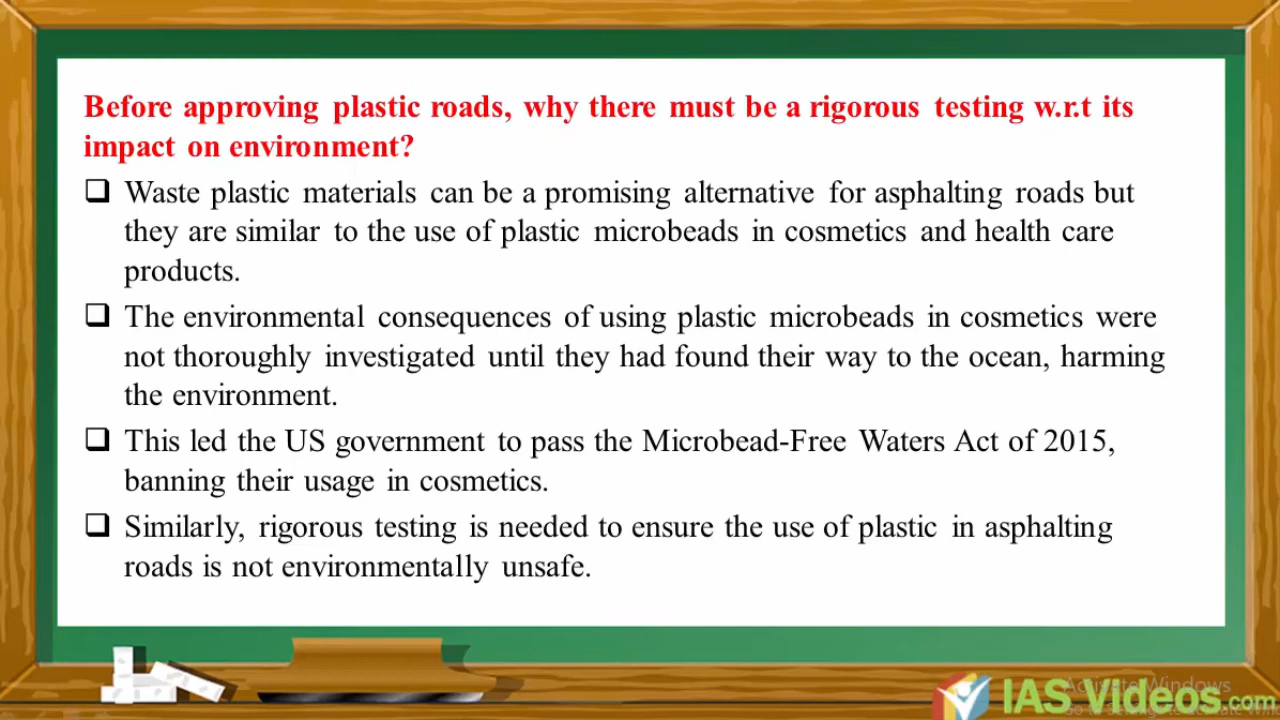 Before approving plastic roads, why there must be a rigorous testing w.r.t its
impact on environment?
❑ Waste plastic materials can be a promising alternative for asphalting roads but
they are similar to the use of plastic microbeads in cosmetics and health care
products.
❑ The environmental consequences of using plastic microbeads in cosmetics were
not thoroughly investigated until they had found their way to the ocean, harming
the environment.
❑ This led the US government to pass the Microbead-Free Waters Act of 2015,
banning their usage in cosmetics.
❑ Similarly, rigorous testing is needed to ensure the use of plastic in asphalting
roads is not environmentally unsafe.
Activate Windows
IASVideos.com